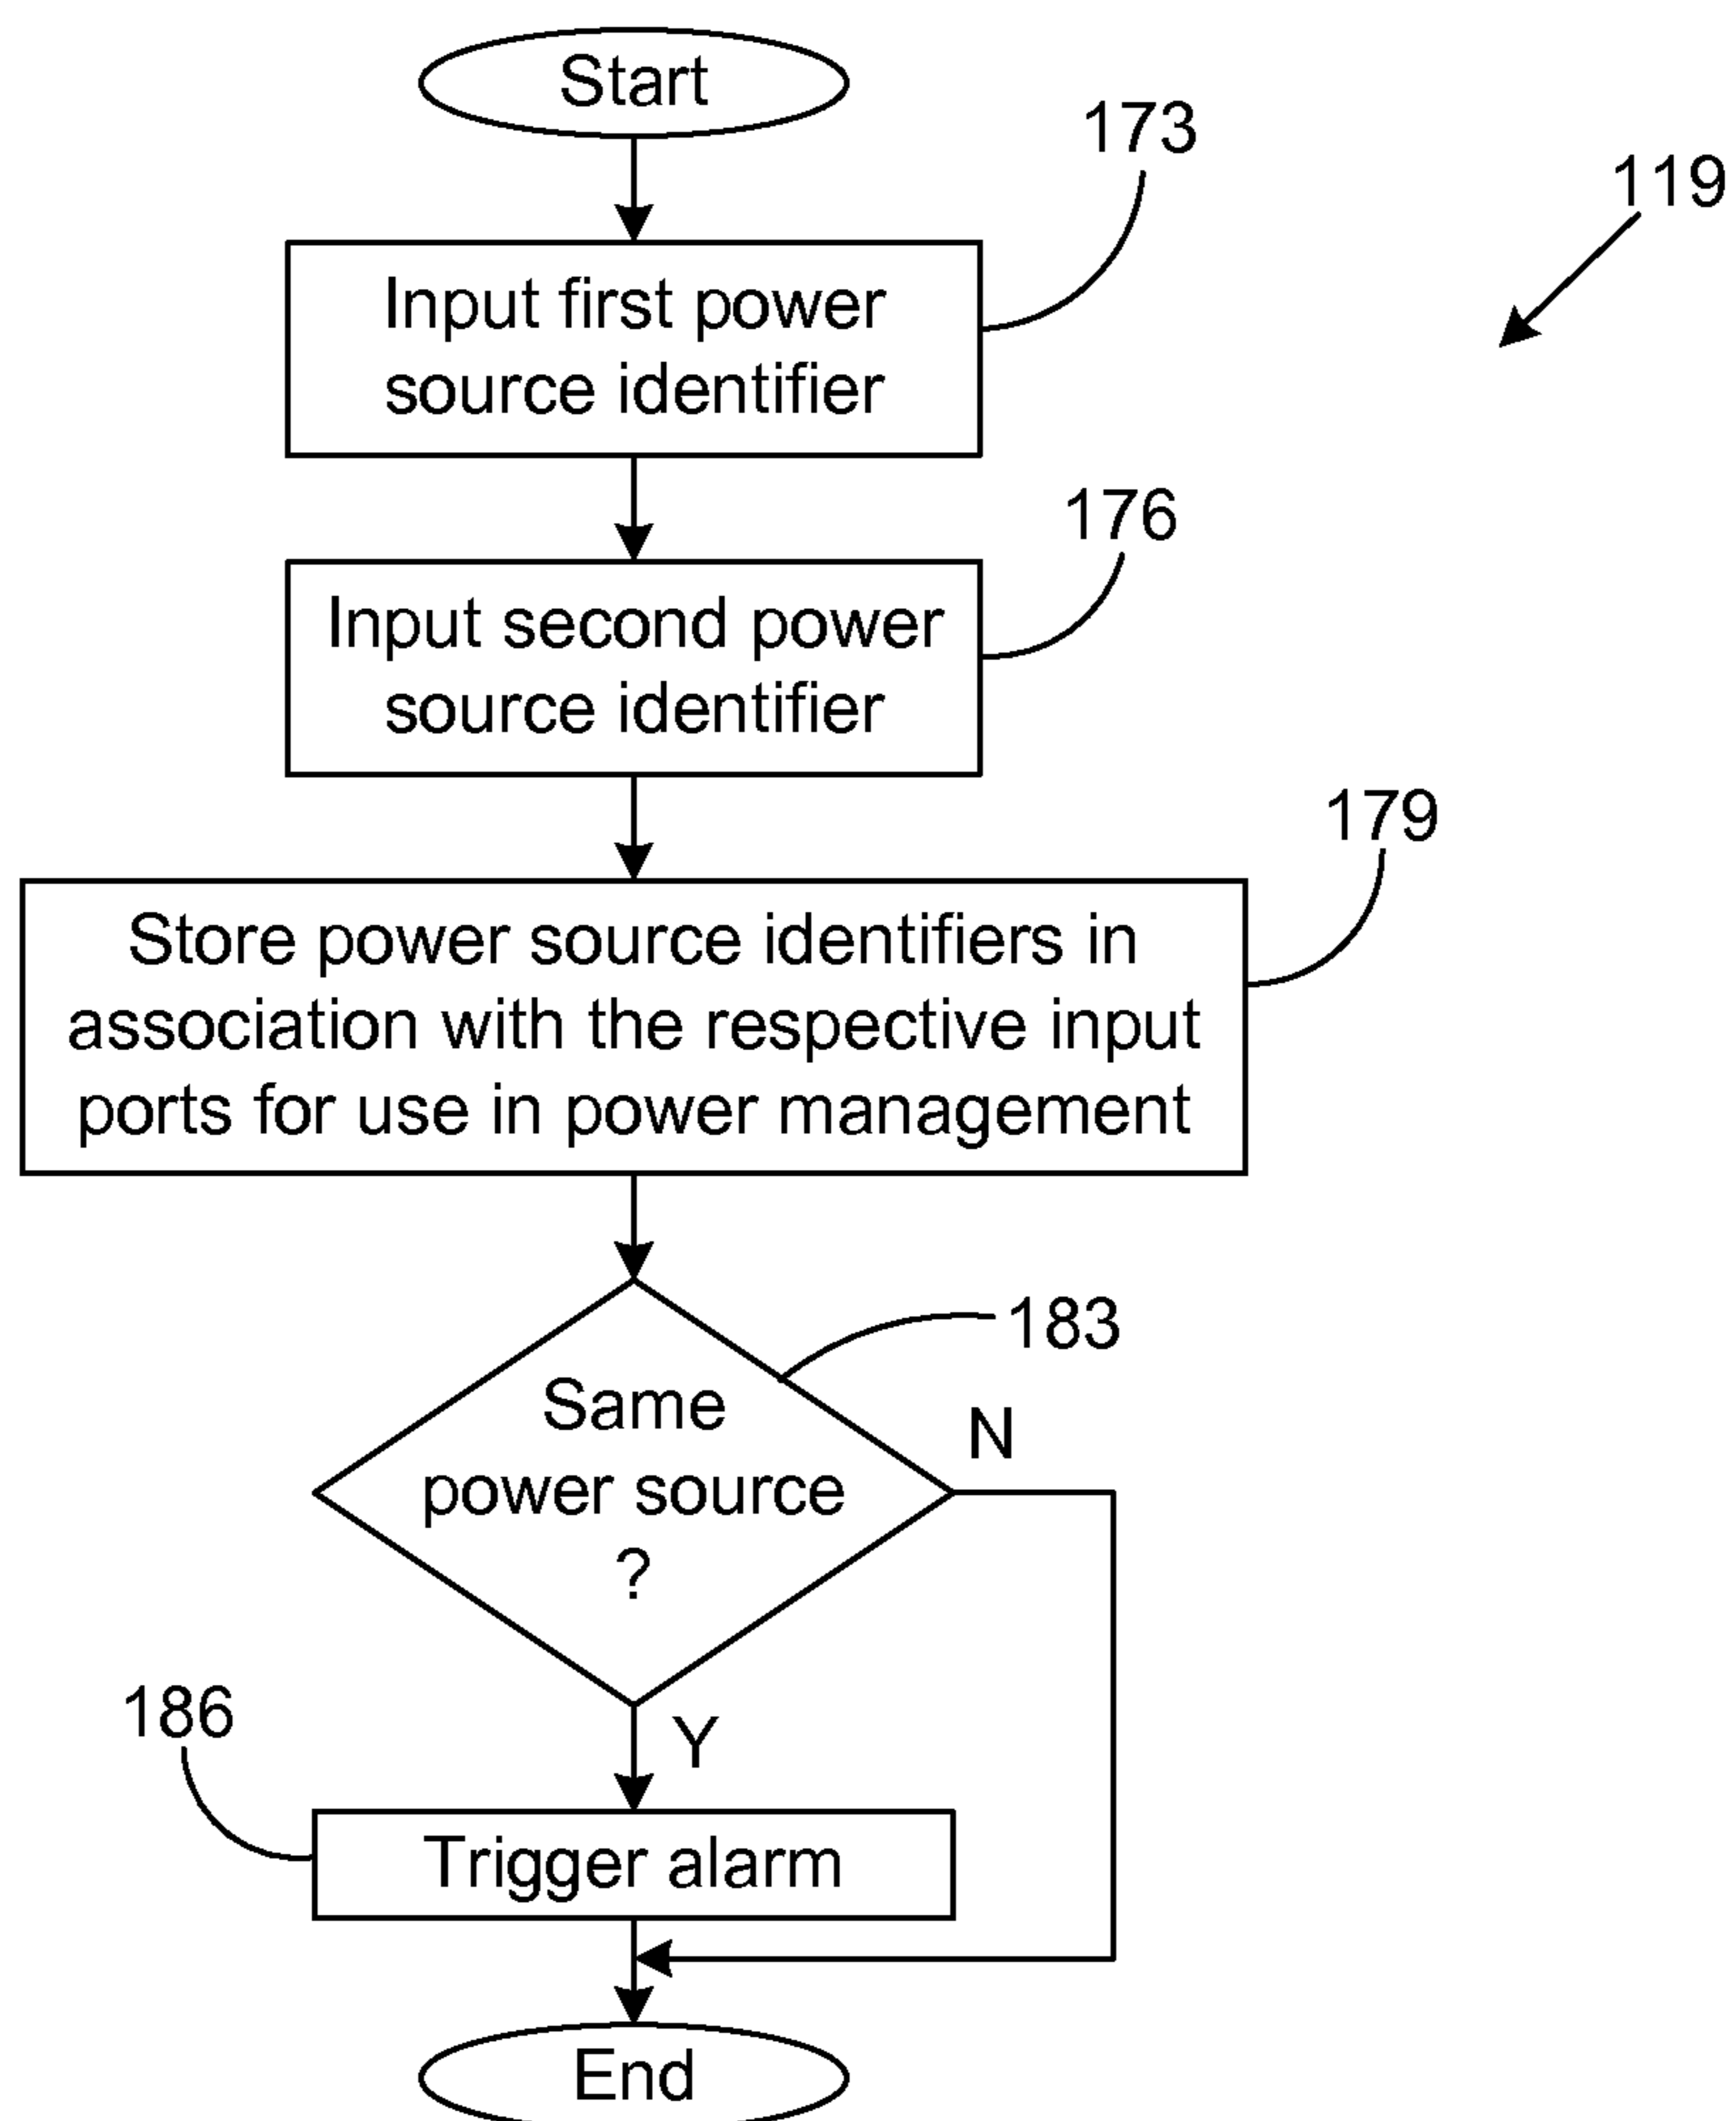 Start
173
119
Input first power
source identifier
176
Input second power
source identifier
179
Store power source identifiers in
association with the respective input
ports for use in power management
183
Same
power source
?
N
186
Y
Trigger alarm
End